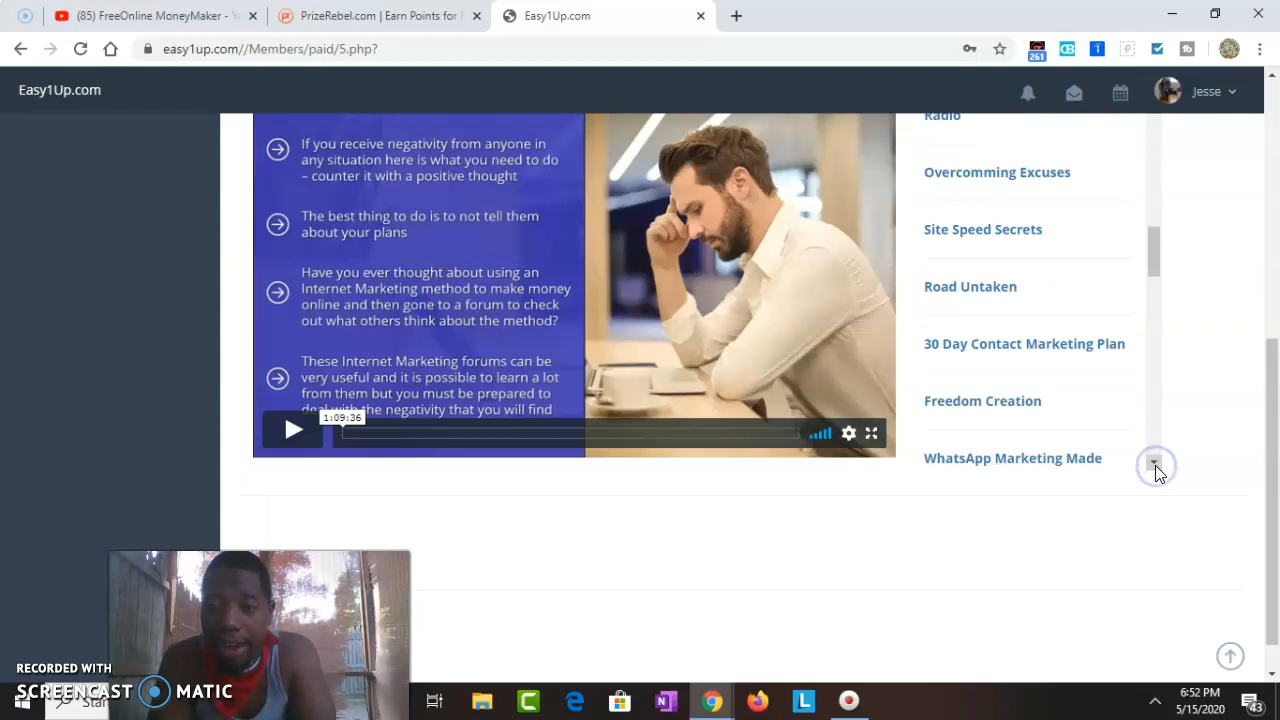 (85) FreeOnline MoneyMaker - Y
PrizeRebel.com | Earn Points for F
Easy1Up.com
easy1up.com//Members/paid/5.php?
261
Easy1Up.com
Jesse
If you receive negativity from anyone in
any situation here is what you need to do
– counter it with a positive thought
The best thing to do is to not tell them
about your plans
Have you ever thought about using an
Internet Marketing method to make money
online and then gone to a forum to check
out what others think about the method?
These Internet Marketing forums can be
very useful and it is possible to learn a lot
from them but you must be prepared to
deal with the negativity that you will find
1:09:36
Radio
Overcomming Excuses
Site Speed Secrets
Road Untaken
30 Day Contact Marketing Plan
Freedom Creation
WhatsApp Marketing Made
RECORDED WITH
SCREENCAST MATIC
6:52 PM
5/15/2020
43